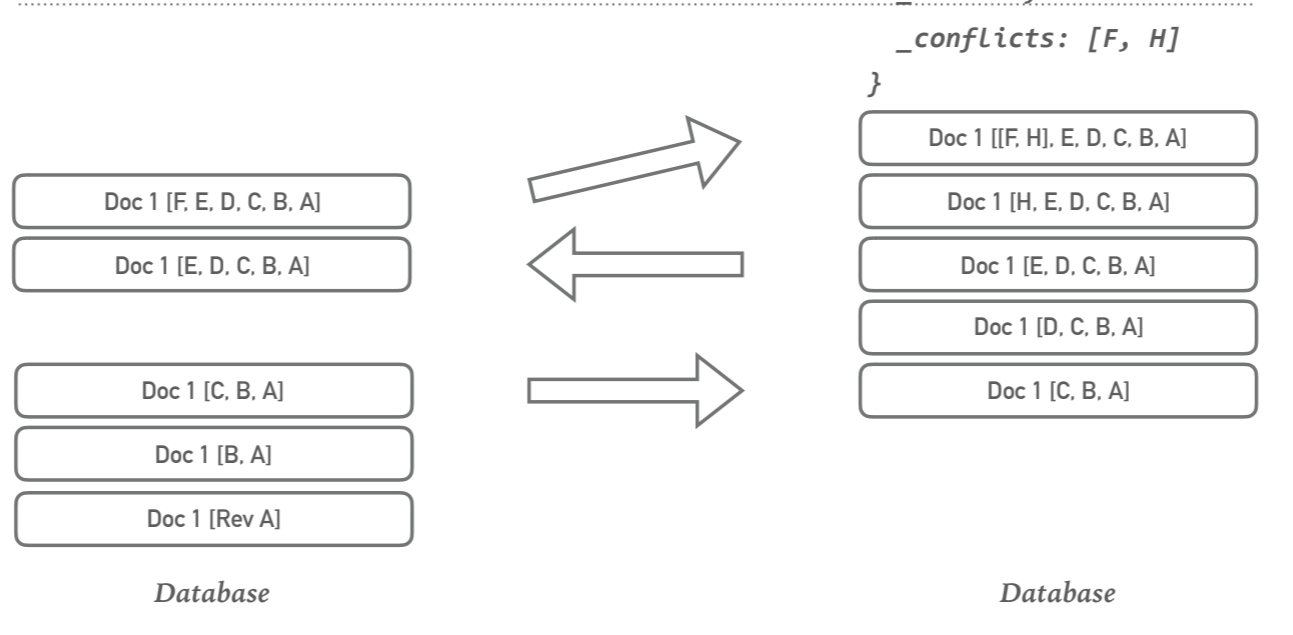 _conflicts: [F, H]
}
Doc 1 [[F, H], E, D, C, B, A]
Doc 1 [F, E, D, C, B, A]
Doc 1 [H, E, D, C, B, A]
Doc 1 [E, D, C, B, A]
Doc 1 [E, D, C, B, A]
Doc 1 [D, C, B, A]
Doc 1 [C, B, A]
Doc 1 [C, B, A]
Doc 1 [B, A]
Doc 1 [Rev A]
Database
Database